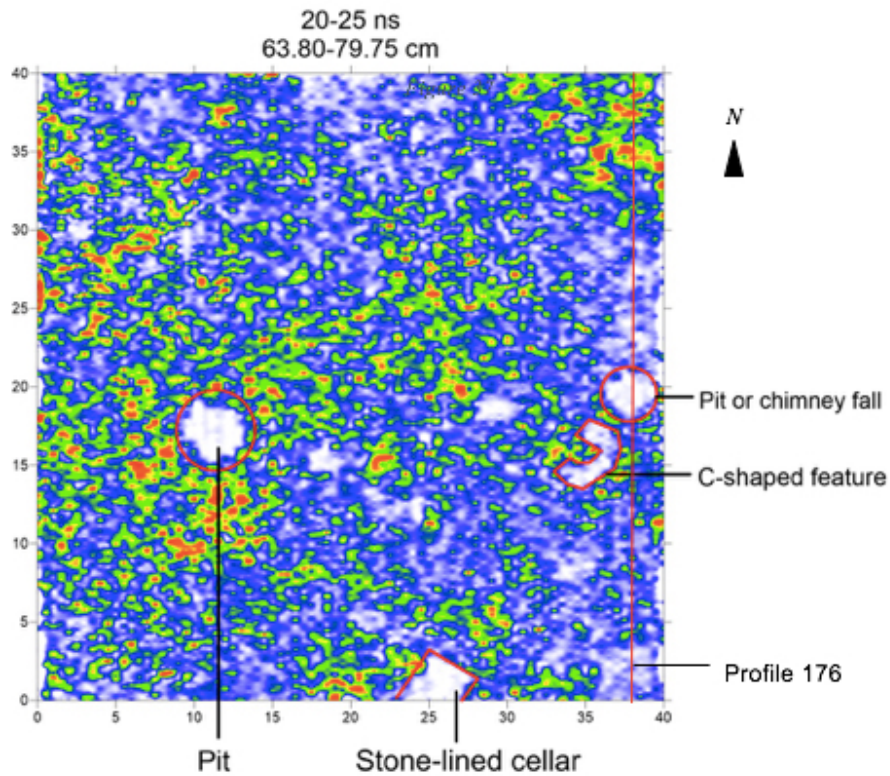 20-25 ns
63.80-79.75 cm
N
40
35
30
25
20
15
10
5
0
0 5 10 15 20 25 30 35 40
Pit or chimney fall
C-shaped feature
Profile 176
Pit
Stone-lined cellar